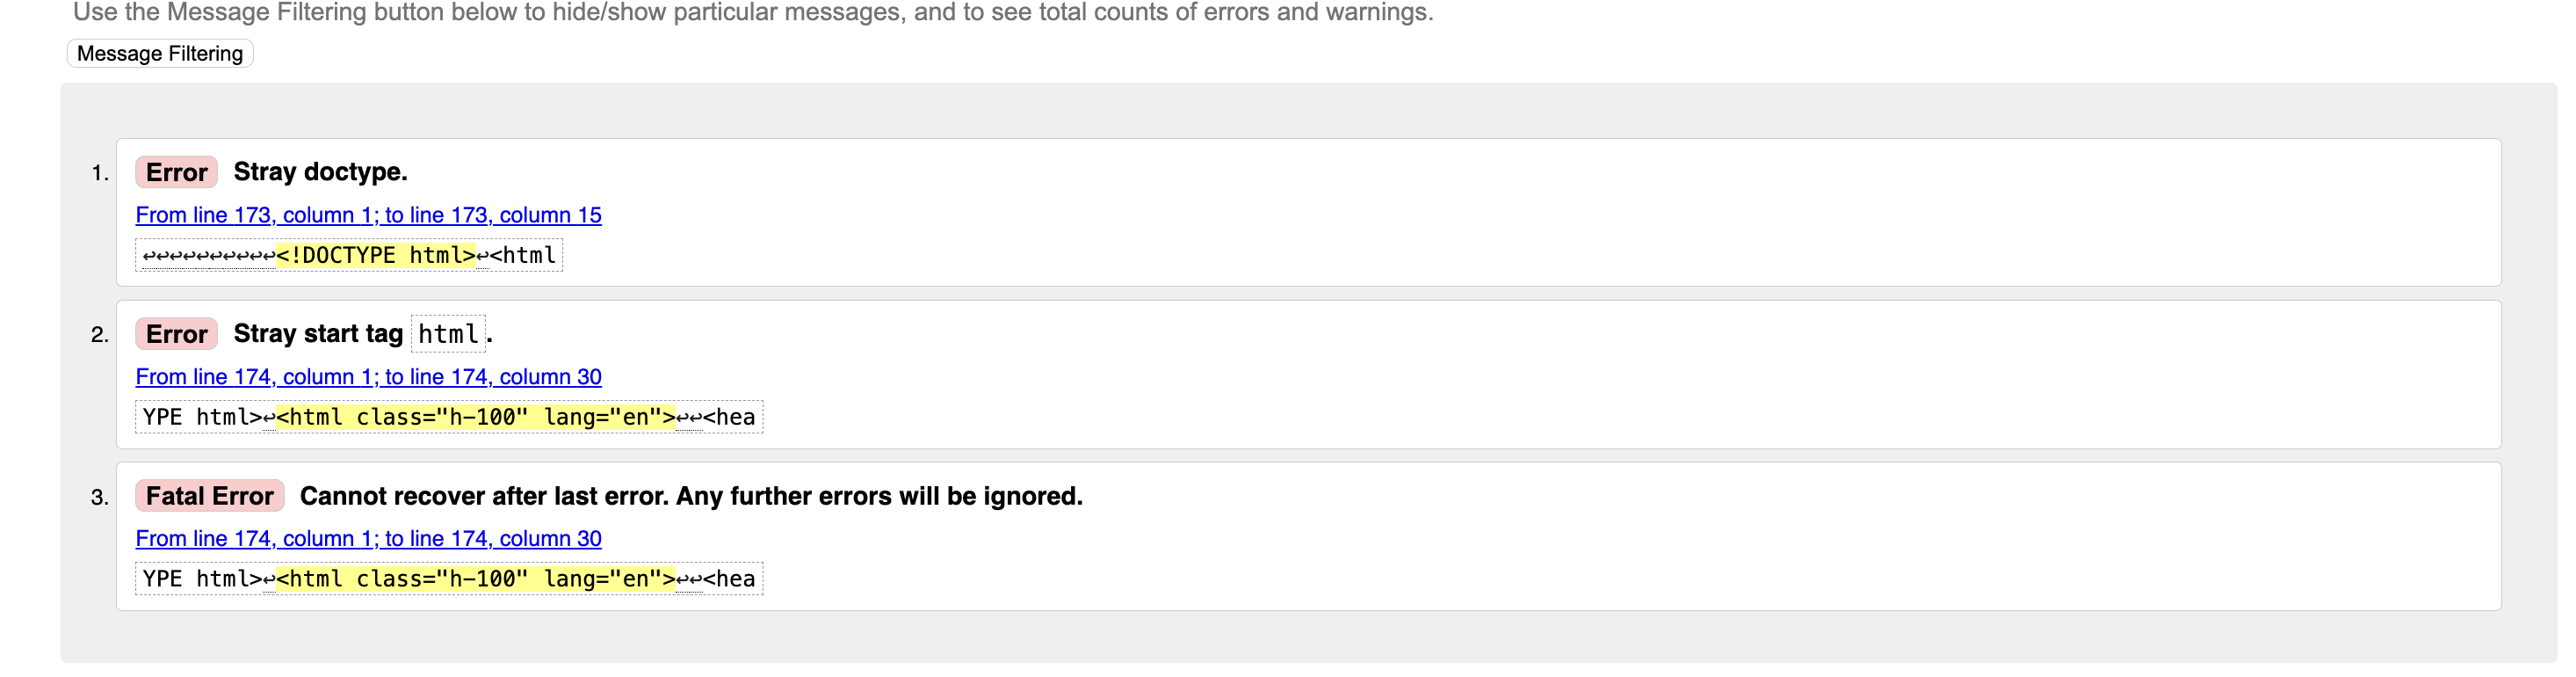 Use the Message Filtering button below to hide/show particular messages, and to see total counts of errors and warnings.
Message Filtering
1. Error Stray doctype.
From line 173, column 1; to line 173, column 15
↩↩↩↩↩↩↩↩↩↩<!DOCTYPE html>↩<html
2. Error Stray start tag html.
From line 174, column 1; to line 174, column 30
YPE html>↩<html class="h-100" lang="en">↩↩<hea
3. Fatal Error Cannot recover after last error. Any further errors will be ignored.
From line 174, column 1; to line 174, column 30
YPE html>↩<html class="h-100" lang="en">↩↩<hea